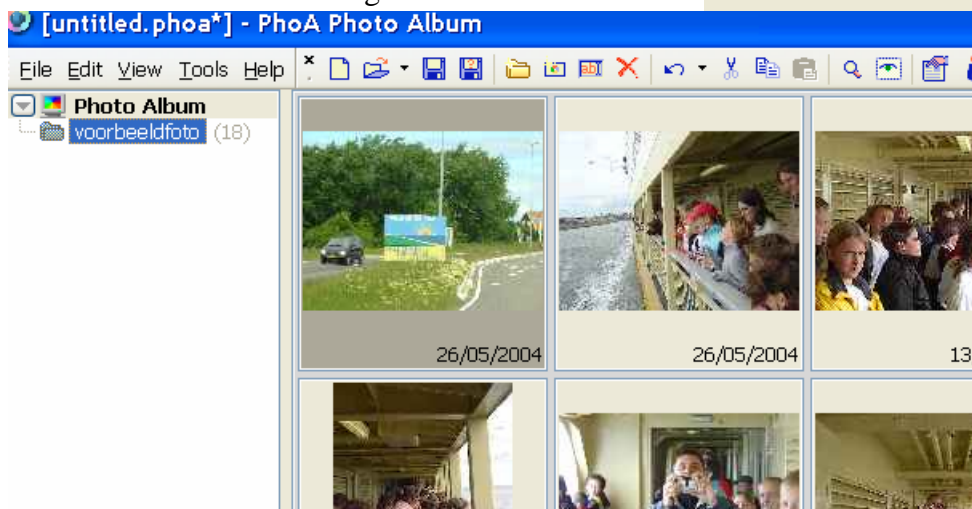 [untitled.phoa*] - PhoA Photo Album
File Edit View Tools Help
Photo Album
voorbeeldfoto (18)
26/05/2004
26/05/2004
13